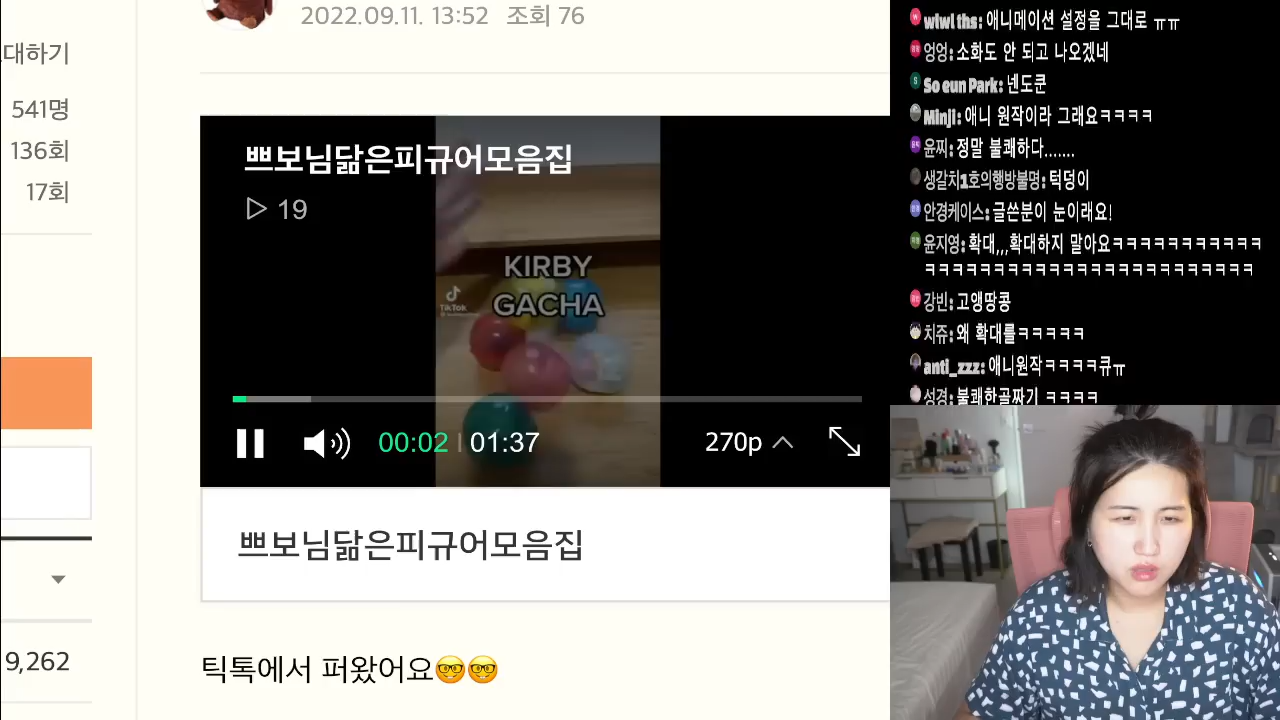 2022.09.11. 13:52 조회 76
대하기
541명
136회
17회
9,262
쁘보님닮은피규어모음집
19
KIRBY
GACHA
TikTok
00:02 01:37
270p
쁘보님닮은피규어모음집
틱톡에서 퍼왔어요🤓🤓
wlwl ths: 애니메이션 설정을 그대로 ㅠㅠ
엉엉: 소화도 안 되고 나오겠네
So eun Park: 넨도쿤
Minji: 애니 원작이라 그래요ㅋㅋㅋㅋ
윤찌: 정말 불쾌하다.......
생갈치1호의행방불명: 턱덩이
안경케이스: 글쓴분이 눈이래요!
윤지영: 확대,,,확대하지 말아요ㅋㅋㅋㅋㅋㅋㅋㅋㅋㅋㅋ
ㅋㅋㅋㅋㅋㅋㅋㅋㅋㅋㅋㅋㅋㅋㅋㅋㅋㅋㅋㅋㅋㅋㅋㅋ
강빈: 고앵땅콩
치쥬: 왜 확대를ㅋㅋㅋㅋㅋ
anti_zzz: 애니원작ㅋㅋㅋㅋ큐ㅠ
성경: 불쾌한골짜기 ㅋㅋㅋㅋ